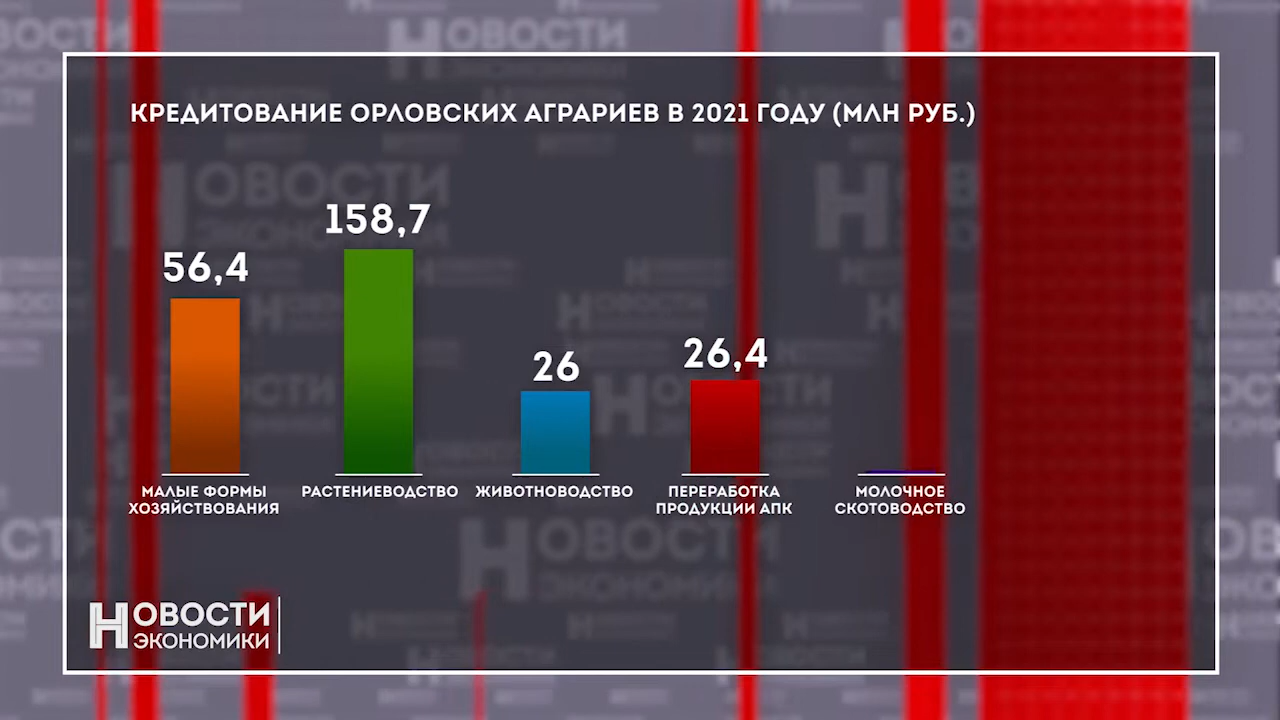 КРЕДИТОВАНИЕ ОРЛОВСКИХ АГРАРИЕВ В 2021 ГОДУ (МЛН РУБ.)
56,4
158,7
26
26,4
МАЛЫЕ ФОРМЫ
ХОЗЯЙСТВОВАНИЯ
РАСТЕНИЕВОДСТВО
ЖИВОТНОВОДСТВО
ПЕРЕРАБОТКА
ПРОДУКЦИИ АПК
МОЛОЧНОЕ
СКОТОВОДСТВО
НОВОСТИ
ЭКОНОМИКИ